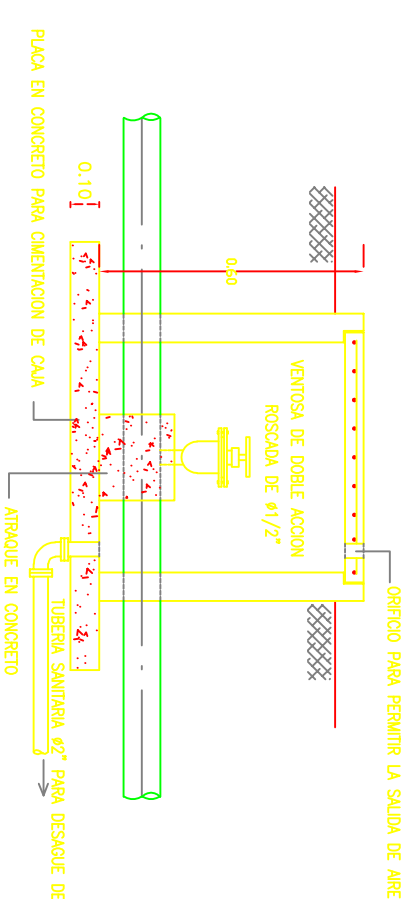 ORIFICIO PARA PERMITIR LA SALIDA DE AIRE
VENTOSA DE DOBLE ACCION
ROSCADA DE ø1/2"
0.60
0.10
TUBERIA SANITARIA ø2" PARA DESAGUE DE
ATRAQUE EN CONCRETO
PLACA EN CONCRETO PARA CIMENTACION DE CAJA